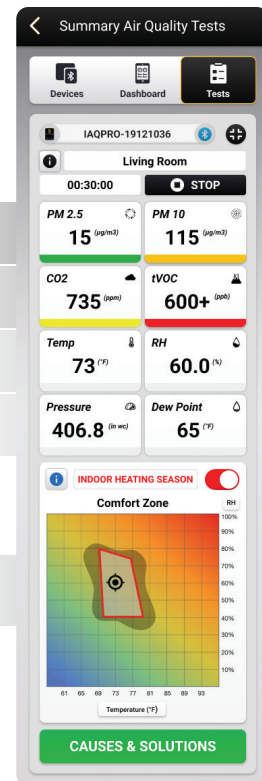 Summary Air Quality Tests
Devices Dashboard Tests
IAQPRO-19121036
Living Room
00:30:00 STOP
PM 2.5 PM 10
15 (µg/m3) 115 (µg/m3)
CO2 tVOC
735 (ppm) 600+ (ppb)
Temp RH
73 (°F) 60.0 (%)
Pressure Dew Point
406.8 (in wc) 65 (°F)
INDOOR HEATING SEASON
Comfort Zone RH
100%
90%
80%
70%
60%
50%
40%
30%
20%
10%
61 65 69 73 77 81 85 89 93
Temperature (°F)
CAUSES & SOLUTIONS